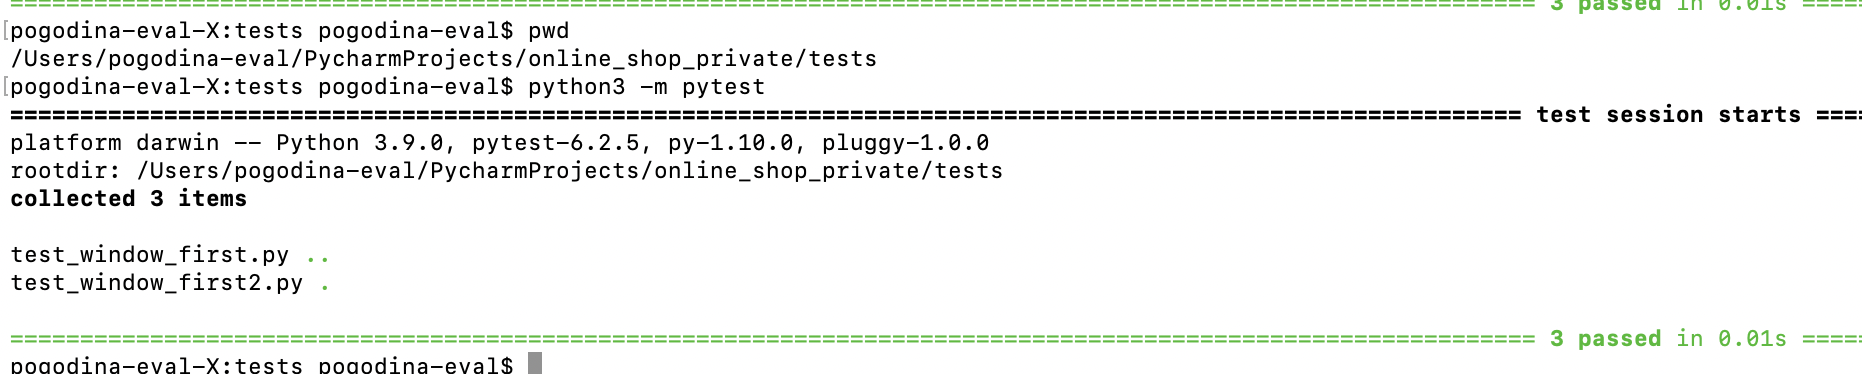 ============================================================================================================= 3 passed in 0.01s =====
[pogodina-eval-X:tests pogodina-eval$ pwd
/Users/pogodina-eval/PycharmProjects/online_shop_private/tests
[pogodina-eval-X:tests pogodina-eval$ python3 -m pytest
============================================================================================================ test session starts ====
platform darwin -- Python 3.9.0, pytest-6.2.5, py-1.10.0, pluggy-1.0.0
rootdir: /Users/pogodina-eval/PycharmProjects/online_shop_private/tests
collected 3 items
test_window_first.py ..
test_window_first2.py .
============================================================================================================= 3 passed in 0.01s =====
pogodina-eval-X:tests pogodina-eval$